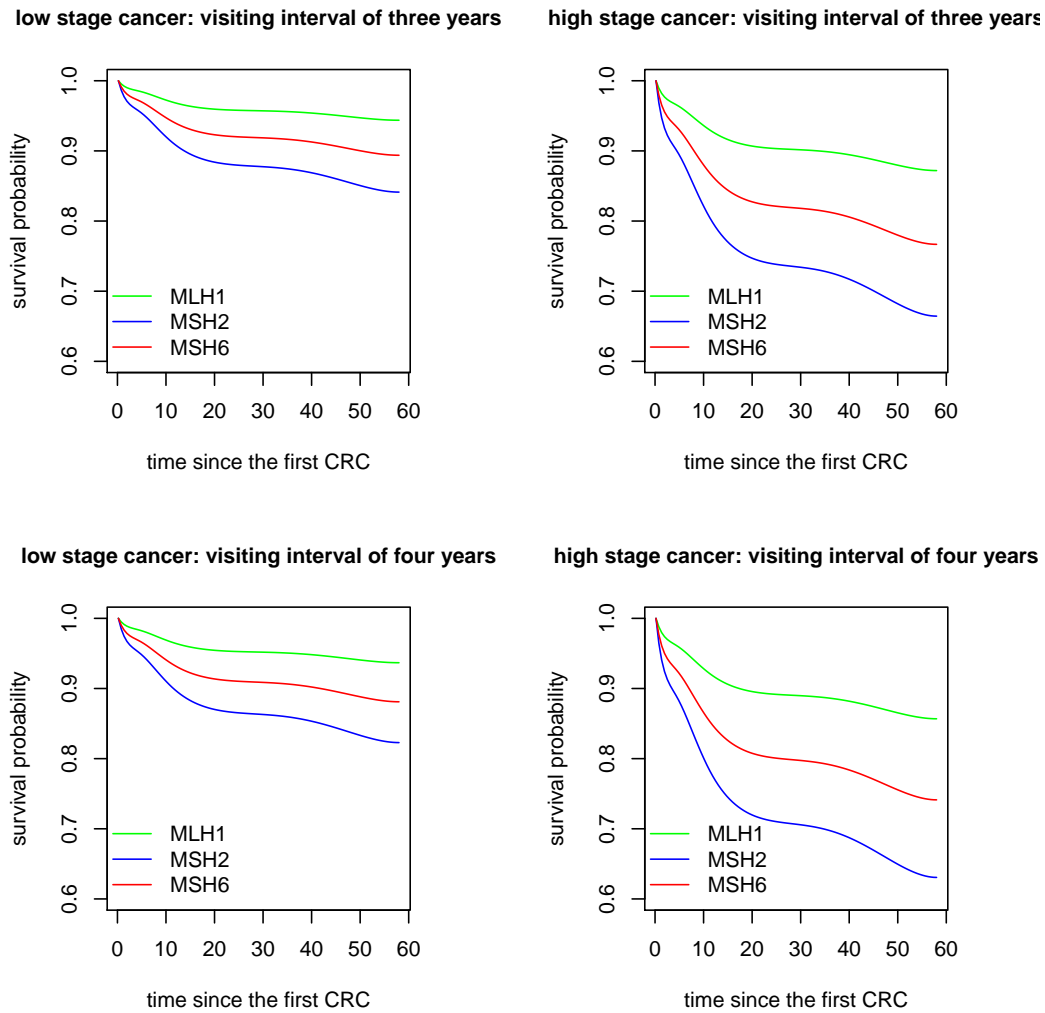 low stage cancer: visiting interval of three years
survival probability
1.0
0.9
0.8
0.7
0.6
MLH1
MSH2
MSH6
0 10 20 30 40 50 60
time since the first CRC
high stage cancer: visiting interval of three years
survival probability
1.0
0.9
0.8
0.7
0.6
MLH1
MSH2
MSH6
0 10 20 30 40 50 60
time since the first CRC
low stage cancer: visiting interval of four years
survival probability
1.0
0.9
0.8
0.7
0.6
MLH1
MSH2
MSH6
0 10 20 30 40 50 60
time since the first CRC
high stage cancer: visiting interval of four years
survival probability
1.0
0.9
0.8
0.7
0.6
MLH1
MSH2
MSH6
0 10 20 30 40 50 60
time since the first CRC